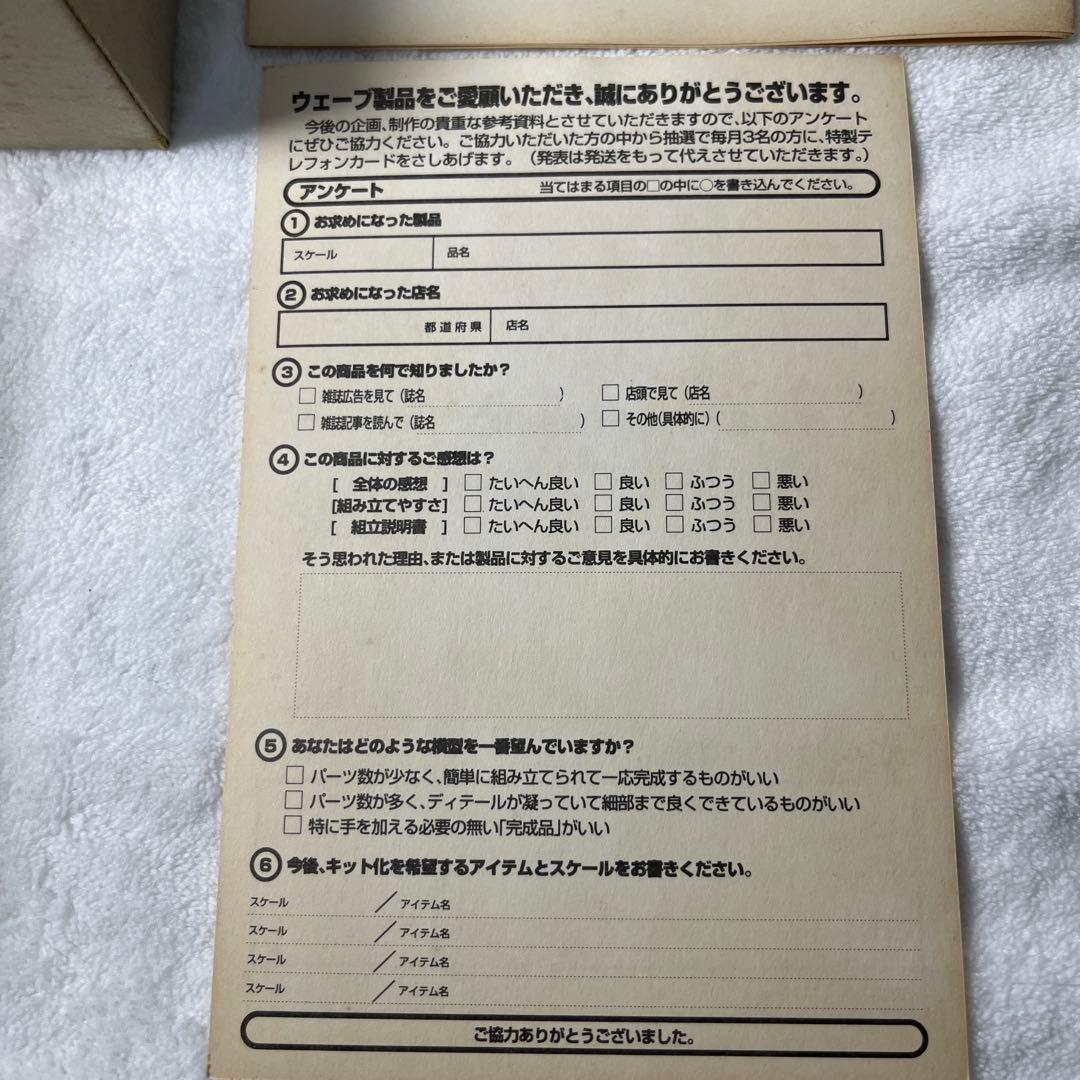 ウェーブ製品をご愛顧いただき、誠にありがとうございます。
今後の企画、制作の貴重な参考資料とさせていただきますので、以下のアンケート
にぜひご協力ください。ご協力いただいた方の中から抽選で毎月3名の方に、特製テ
レフォンカードをさしあげます。（発表は発送をもって代えさせていただきます。）
アンケート 当てはまる項目の□の中に○を書き込んでください。
① お求めになった製品
スケール 品名
② お求めになった店名
都道府県 店名
③ この商品を何で知りましたか？
□ 雑誌広告を見て（誌名 ） □ 店頭で見て（店名 ）
□ 雑誌記事を読んで（誌名 ） □ その他（具体的に）（ ）
④ この商品に対するご感想は？
[ 全体の感想 ] □ たいへん良い □ 良い □ ふつう □ 悪い
[組み立てやすさ] □ たいへん良い □ 良い □ ふつう □ 悪い
[ 組立説明書 ] □ たいへん良い □ 良い □ ふつう □ 悪い
そう思われた理由、または製品に対するご意見を具体的にお書きください。
⑤ あなたはどのような模型を一番望んでいますか？
□ パーツ数が少なく、簡単に組み立てられて一応完成するものがいい
□ パーツ数が多く、ディテールが凝っていて細部まで良くできているものがいい
□ 特に手を加える必要の無い「完成品」がいい
⑥ 今後、キット化を希望するアイテムとスケールをお書きください。
スケール ／アイテム名
スケール ／アイテム名
スケール ／アイテム名
スケール ／アイテム名
ご協力ありがとうございました。